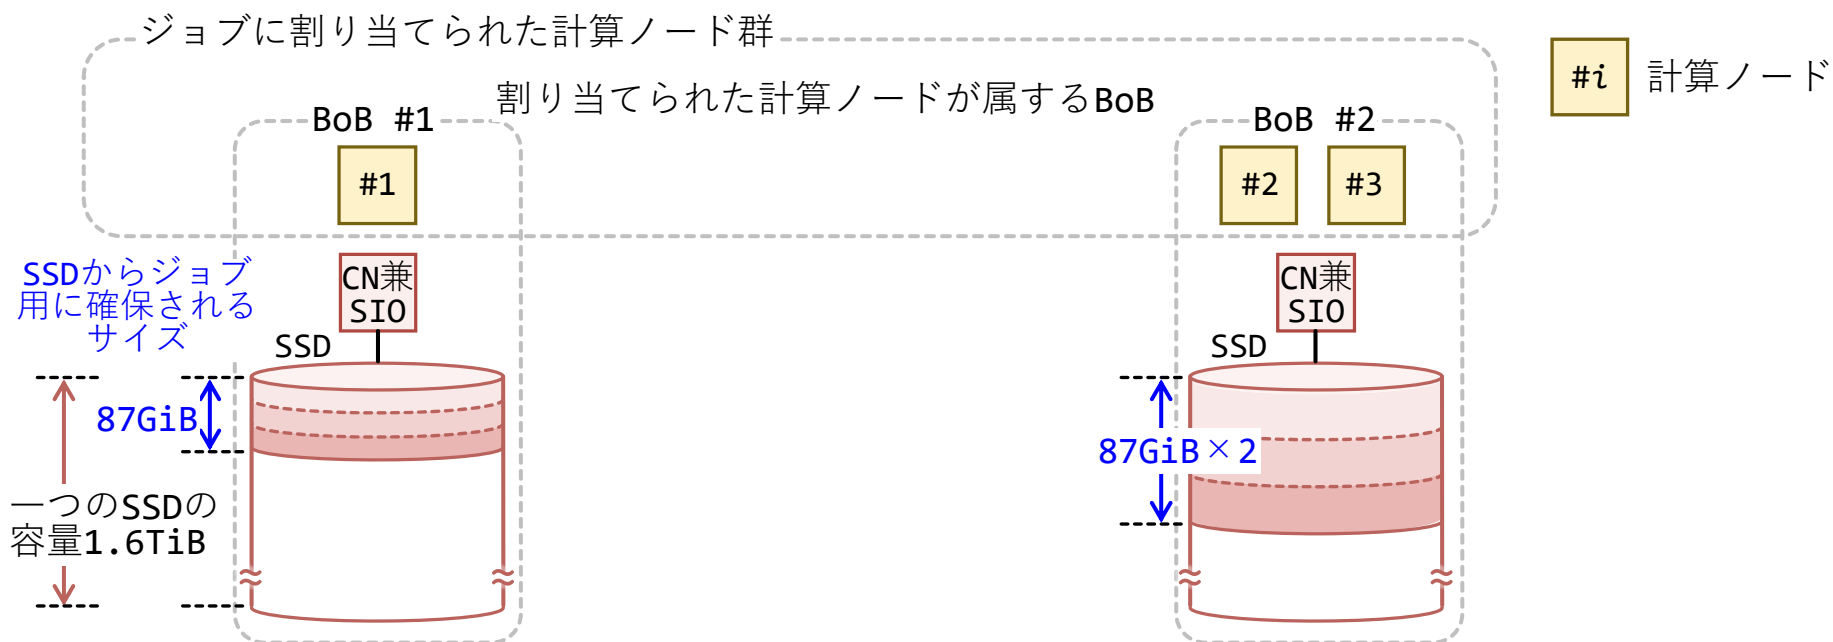 ジョブに割り当てられた計算ノード群
#i 計算ノード
割り当てられた計算ノードが属するBoB
BoB #1
BoB #2
#1
#2
#3
SSDからジョブ
用に確保される
サイズ
CN兼
SIO
CN兼
SIO
SSD
SSD
87GiB
87GiB×2
一つのSSDの
容量1.6TiB